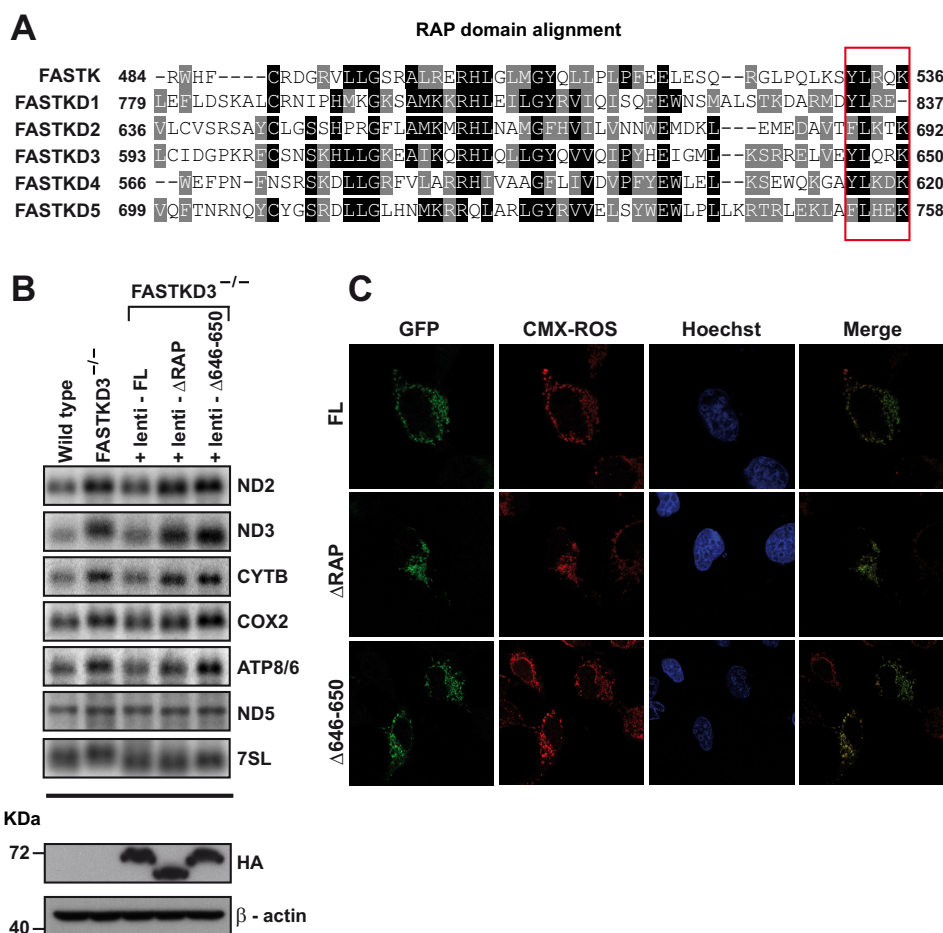 A
RAP domain alignment
FASTK 484 -RWHF----CRDGRVLLGSRALRERHLGLMGYQLLPLPFEELESQ--RGLPQLKSYLRQK 536
FASTKD1 779 LEFLDSKALCRNIPHMKGKSAMKKRHLEILGYRVIQISQFEWNSMALSTKDARMDYLRE- 837
FASTKD2 636 VLCVSRSAYCLGSSHPRGFLAMKMRHLNAMGFHVILVNNWEMDKL---EMEDAVTFLKTK 692
FASTKD3 593 LCIDGPKRFCSNSKHLLGKEAIKQRHLQLLGYQVVQIPYHEIGML--KSRRELVEYLQRK 650
FASTKD4 566 --WEFPN-FNSRSKDLLGRFVLARRHIVAAGFLIVDVPFYEWLEL--KSEWQKGAYLKDK 620
FASTKD5 699 VQFTNRNQYCYGSRDLLGLHNMKRRQLARLGYRVVELSYWEWLPLLKRTRLEKLAFLHEK 758
B
FASTKD3 −/−
Wild type
FASTKD3 −/−
+ lenti - FL
+ lenti - ΔRAP
+ lenti - Δ646-650
ND2
ND3
CYTB
COX2
ATP8/6
ND5
7SL
KDa
72
HA
40
β - actin
C
GFP CMX-ROS Hoechst Merge
FL
ΔRAP
Δ646-650